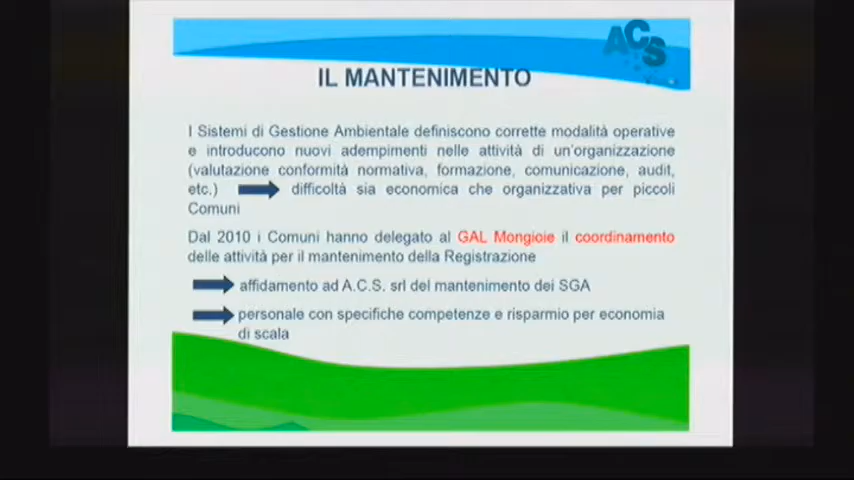 ACS
IL MANTENIMENTO
I Sistemi di Gestione Ambientale definiscono corrette modalità operative
e introducono nuovi adempimenti nelle attività di un'organizzazione
(valutazione conformità normativa, formazione, comunicazione, audit,
etc.) difficoltà sia economica che organizzativa per piccoli
Comuni
Dal 2010 i Comuni hanno delegato al GAL Mongioie il coordinamento
delle attività per il mantenimento della Registrazione
affidamento ad A.C.S. srl del mantenimento dei SGA
personale con specifiche competenze e risparmio per economia
di scala